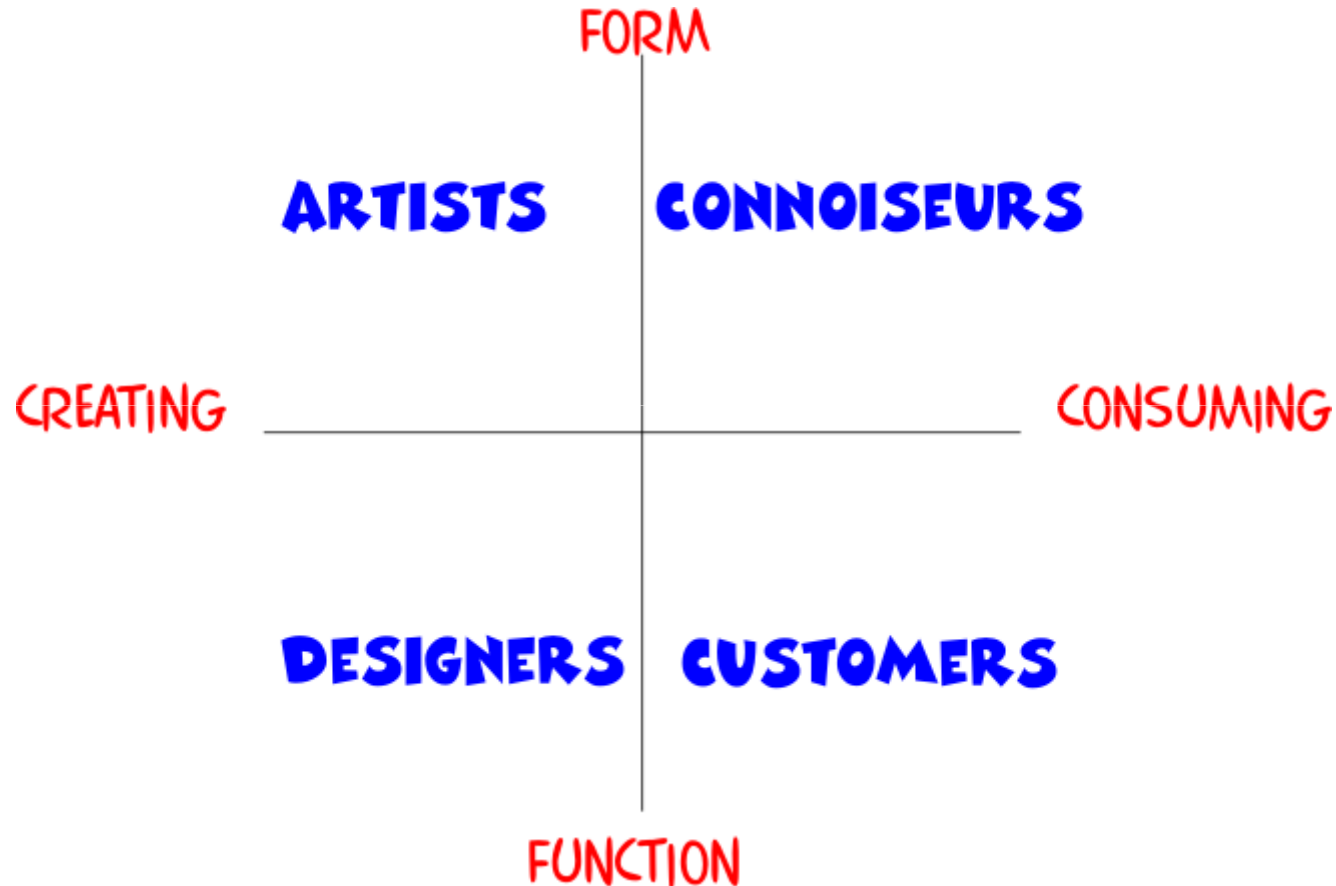 FORM
ARTISTS CONNOISEURS
CREATING CONSUMING
DESIGNERS CUSTOMERS
FUNCTION